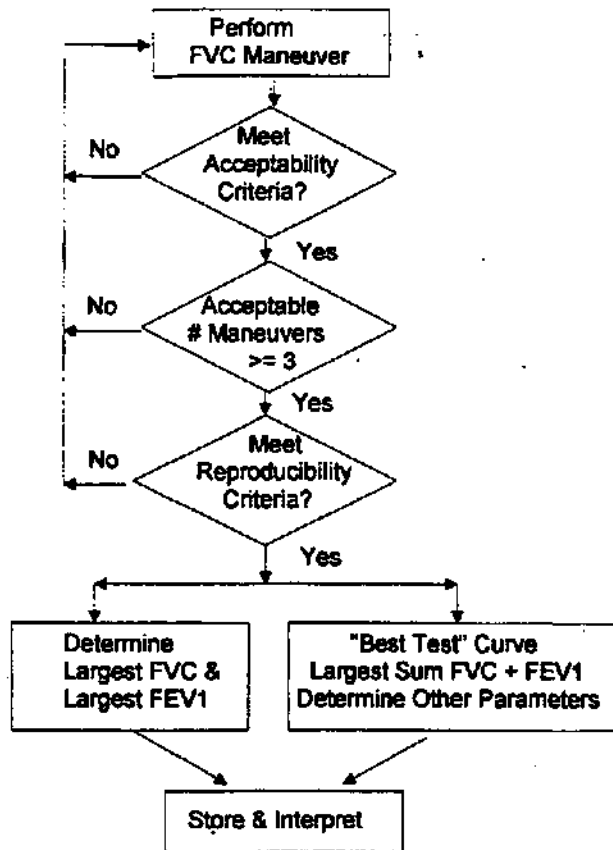 Perform
FVC Maneuver
Meet
Acceptability
Criteria?
No
Yes
Acceptable
# Maneuvers
>= 3
No
Yes
Meet
Reproducibility
Criteria?
No
Yes
Determine
Largest FVC &
Largest FEV1
"Best Test" Curve
Largest Sum FVC + FEV1
Determine Other Parameters
Store & Interpret